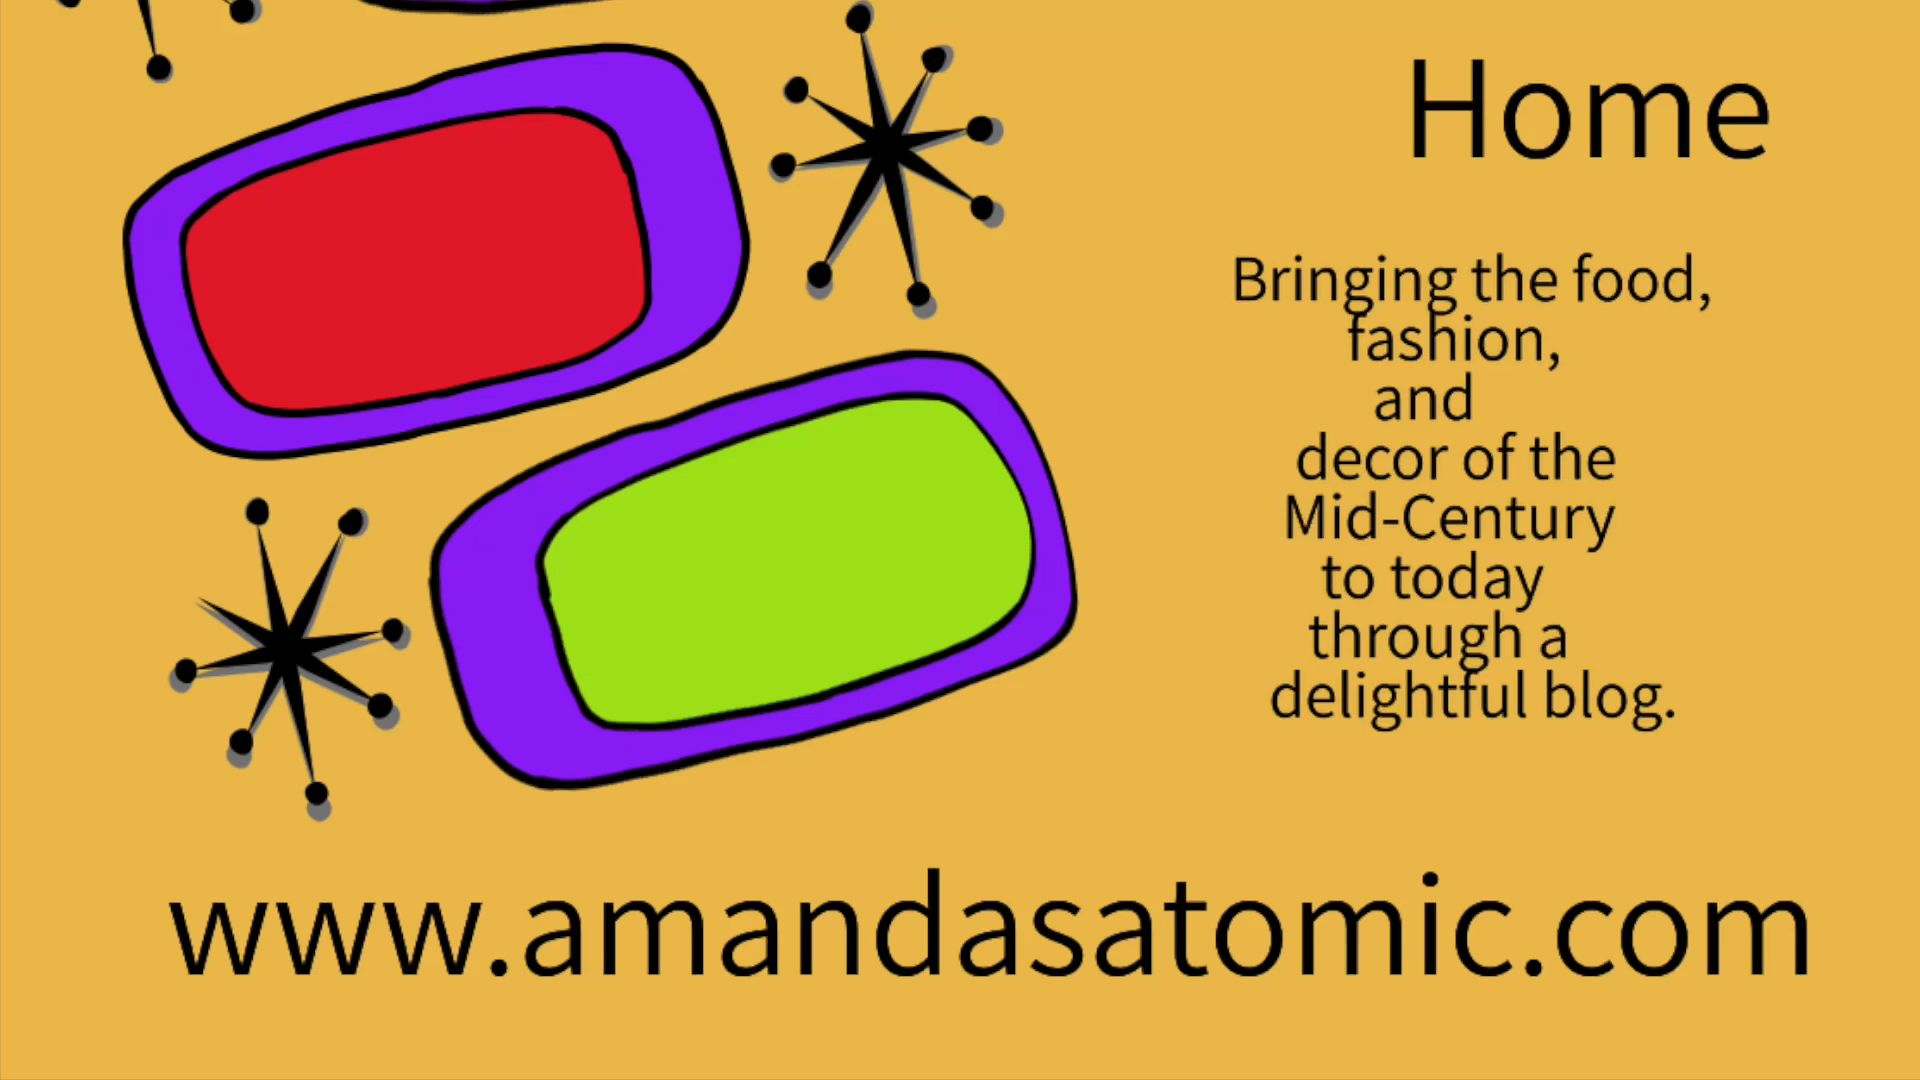 Home
Bringing the food,
fashion,
and
decor of the
Mid-Century
to today
through a
delightful blog.
www.amandasatomic.com